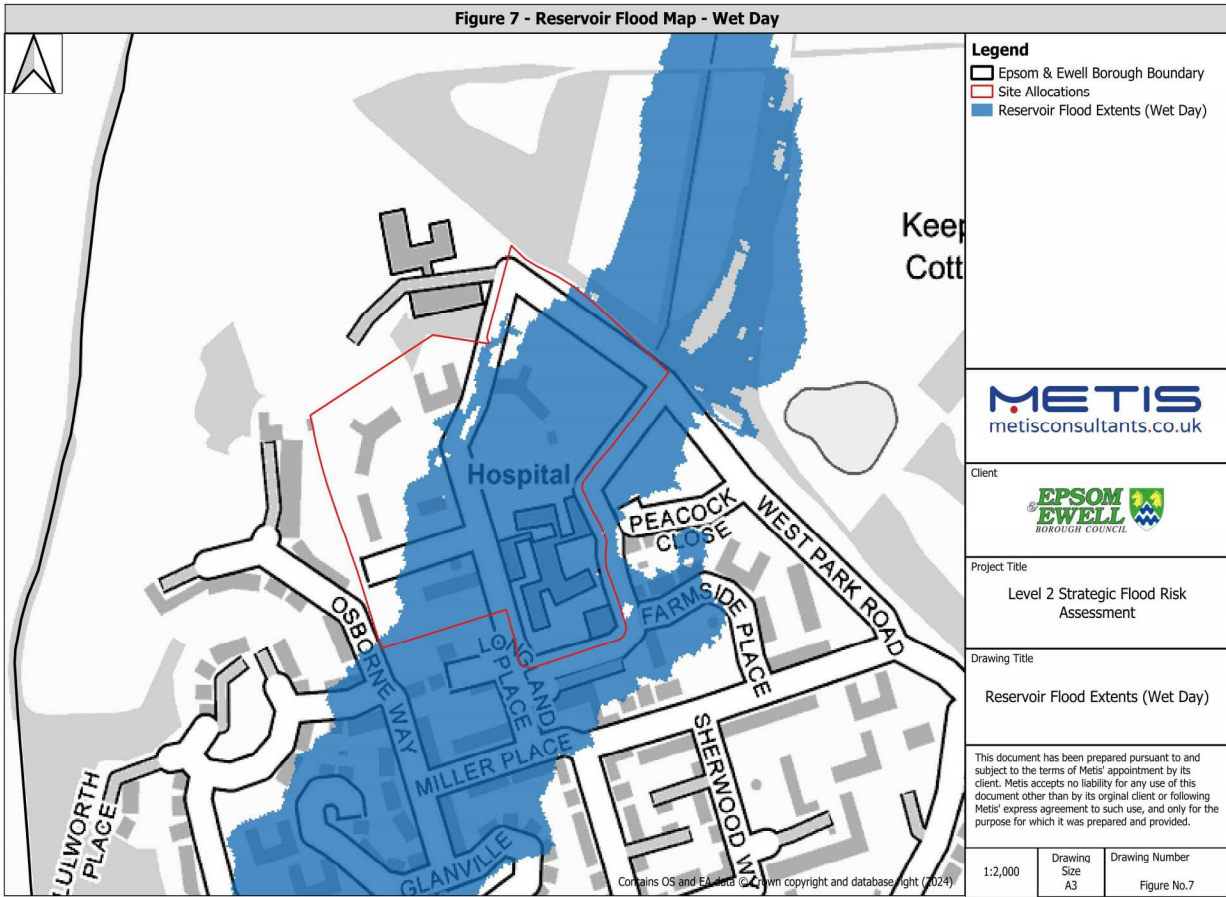 Figure 7 - Reservoir Flood Map - Wet Day
Keep
Cott
Hospital
PEACOCK
CLOSE
WEST PARK ROAD
FARMSIDE PLACE
OSBORNE WAY
LONGLAND
PLACE
MILLER PLACE
SHERWOOD W
LULWORTH
PLACE
GLANVILLE
Contains OS and EA data © Crown copyright and database right (2024)
Legend
Epsom & Ewell Borough Boundary
Site Allocations
Reservoir Flood Extents (Wet Day)
METIS
metisconsultants.co.uk
Client
EPSOM
& EWELL
BOROUGH COUNCIL
Project Title
Level 2 Strategic Flood Risk
Assessment
Drawing Title
Reservoir Flood Extents (Wet Day)
This document has been prepared pursuant to and
subject to the terms of Metis' appointment by its
client. Metis accepts no liability for any use of this
document other than by its orginal client or following
Metis' express agreement to such use, and only for the
purpose for which it was prepared and provided.
1:2,000
Drawing
Size
A3
Drawing Number
Figure No.7